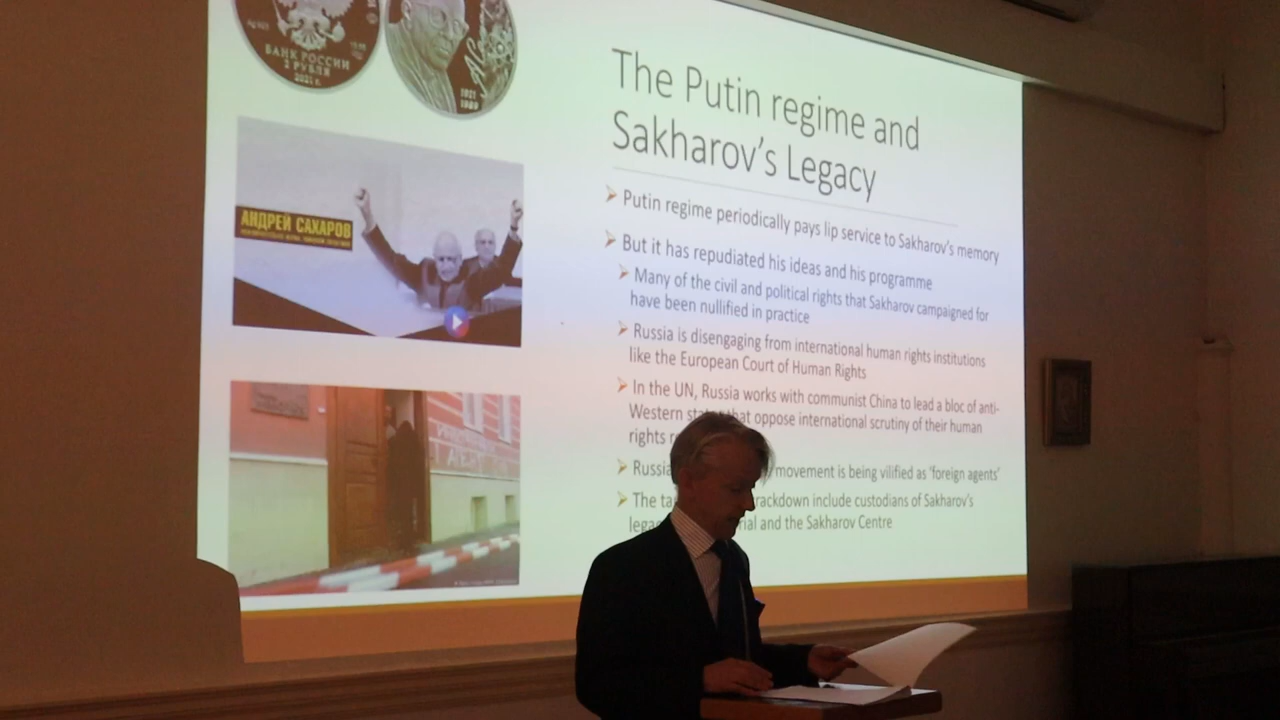 БАНК РОССИИ
2 РУБЛЯ
2021 г.
1921
1989
АНДРЕЙ САХАРОВ
The Putin regime and
Sakharov's Legacy
Putin regime periodically pays lip service to Sakharov's memory
But it has repudiated his ideas and his programme
Many of the civil and political rights that Sakharov campaigned for
have been nullified in practice
Russia is disengaging from international human rights institutions
like the European Court of Human Rights
In the UN, Russia works with communist China to lead a bloc of anti-
Western that oppose international scrutiny of their human
rights
Russia movement is being vilified as 'foreign agents'
The include custodians of Sakharov's
and the Sakharov Centre